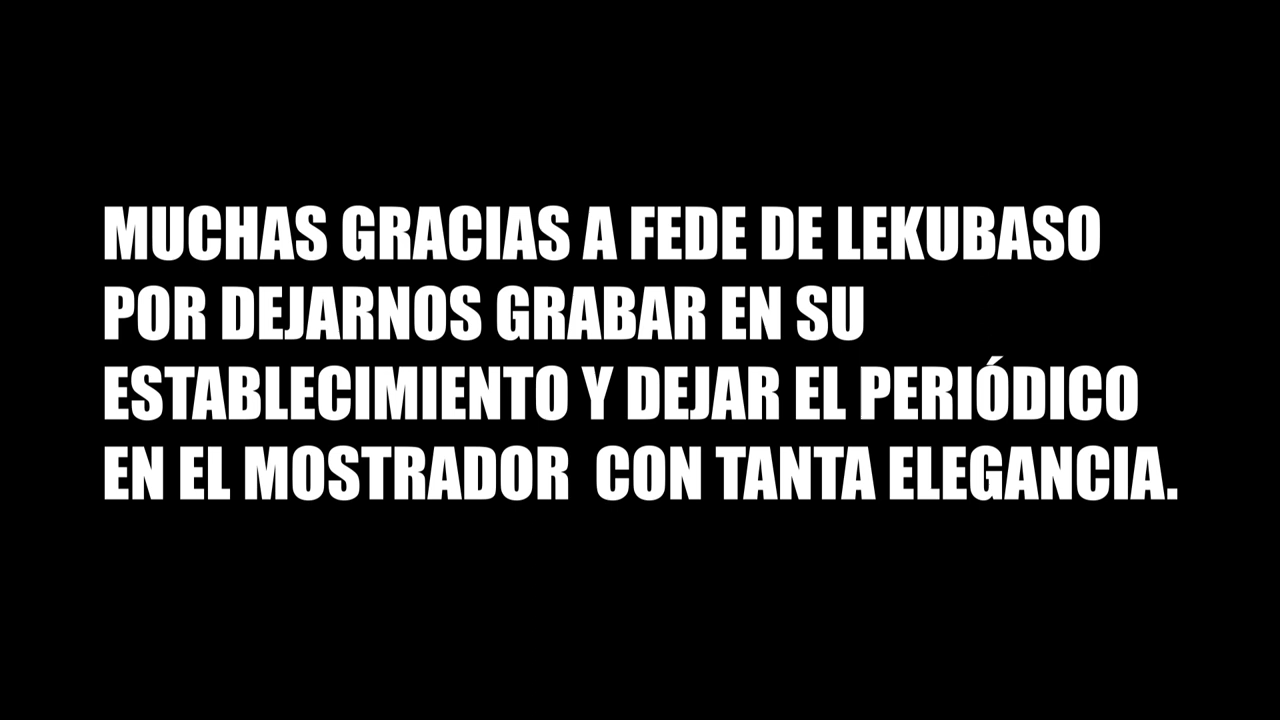 MUCHAS GRACIAS A FEDE DE LEKUBASO
POR DEJARNOS GRABAR EN SU
ESTABLECIMIENTO Y DEJAR EL PERIÓDICO
EN EL MOSTRADOR  CON TANTA ELEGANCIA.